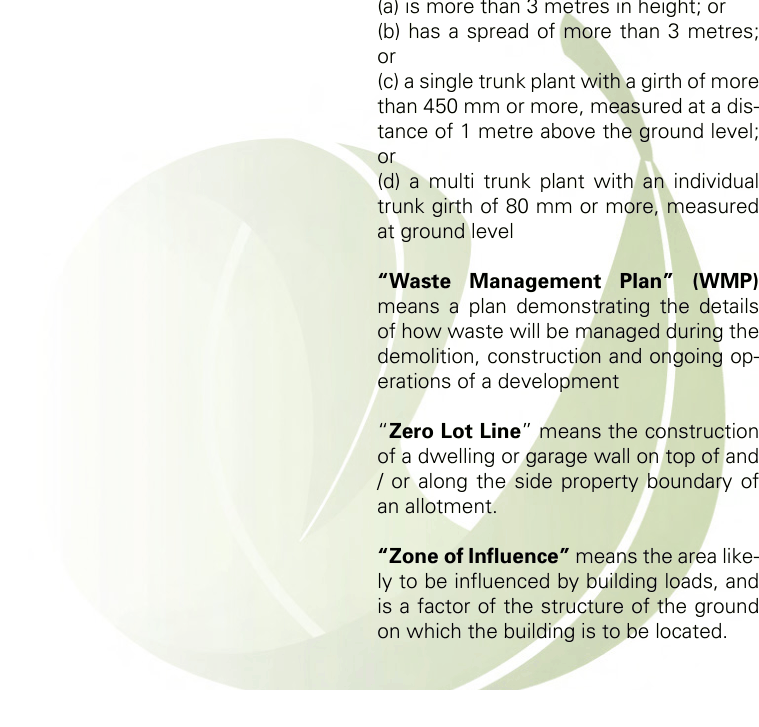 (a) is more than 3 metres in height; or
(b) has a spread of more than 3 metres;
or
(c) a single trunk plant with a girth of more
than 450 mm or more, measured at a dis-
tance of 1 metre above the ground level;
or
(d) a multi trunk plant with an individual
trunk girth of 80 mm or more, measured
at ground level
“Waste Management Plan” (WMP)
means a plan demonstrating the details
of how waste will be managed during the
demolition, construction and ongoing op-
erations of a development
“Zero Lot Line” means the construction
of a dwelling or garage wall on top of and
/ or along the side property boundary of
an allotment.
“Zone of Influence” means the area like-
ly to be influenced by building loads, and
is a factor of the structure of the ground
on which the building is to be located.